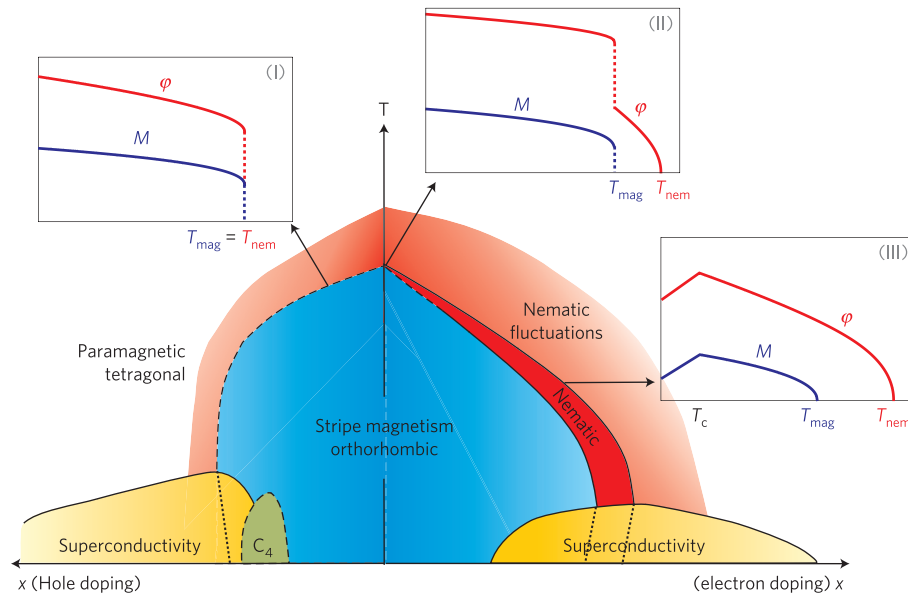 (I)
φ
M
T_mag = T_nem
(II)
φ
M
T_mag
T_nem
T
(III)
φ
M
T_c
T_mag
T_nem
Paramagnetic
tetragonal
Nematic
fluctuations
Nematic
Stripe magnetism
orthorhombic
Superconductivity
C_4
Superconductivity
x (Hole doping)
(electron doping) x